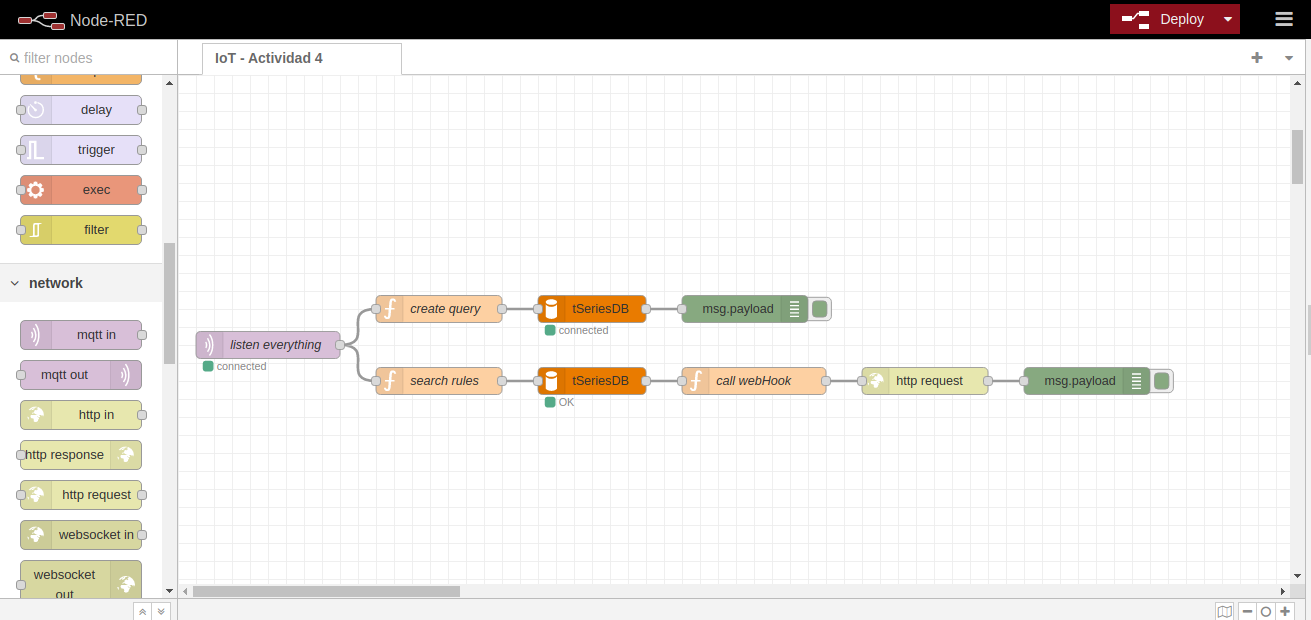 Node-RED
Deploy
filter nodes
IoT - Actividad 4
delay
trigger
exec
filter
network
mqtt in
mqtt out
http in
http response
http request
websocket in
websocket
out
create query
tSeriesDB
msg.payload
connected
listen everything
connected
search rules
tSeriesDB
call webHook
http request
msg.payload
OK